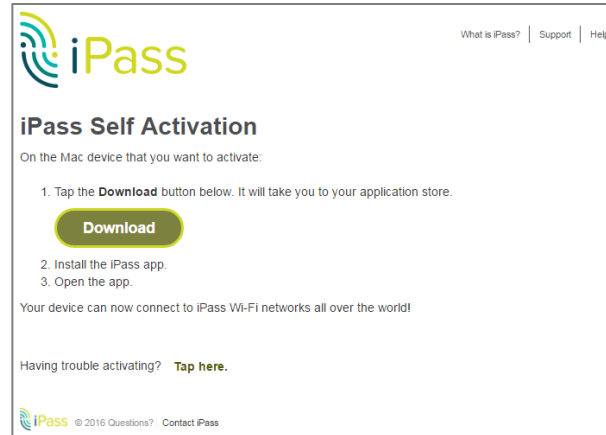 What is iPass? | Support | Help
iPass
iPass Self Activation
On the Mac device that you want to activate:
1. Tap the Download button below. It will take you to your application store.
Download
2. Install the iPass app.
3. Open the app.
Your device can now connect to iPass Wi-Fi networks all over the world!
Having trouble activating? Tap here.
iPass © 2016 Questions? | Contact iPass